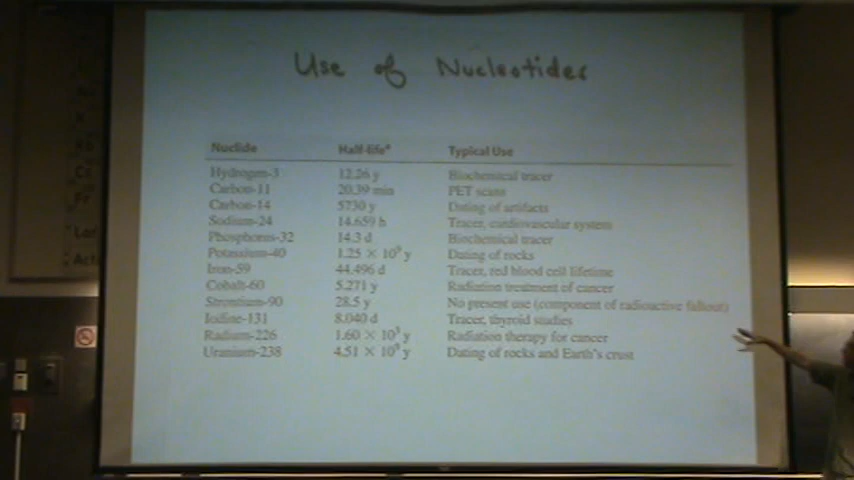 Use of Nucleotides
Nuclide Half-life* Typical Use
Hydrogen-3 12.26 y Biochemical tracer
Carbon-11 20.39 min PET scans
Carbon-14 5730 y Dating of artifacts
Sodium-24 14.659 h Tracer, cardiovascular system
Phosphorus-32 14.3 d Biochemical tracer
Potassium-40 1.25 × 10⁹ y Dating of rocks
Iron-59 44.496 d Tracer, red blood cell lifetime
Cobalt-60 5.271 y Radiation treatment of cancer
Strontium-90 28.5 y No present use (component of radioactive fallout)
Iodine-131 8.040 d Tracer, thyroid studies
Radium-226 1.60 × 10³ y Radiation therapy for cancer
Uranium-238 4.51 × 10⁹ y Dating of rocks and Earth's crust
Fr